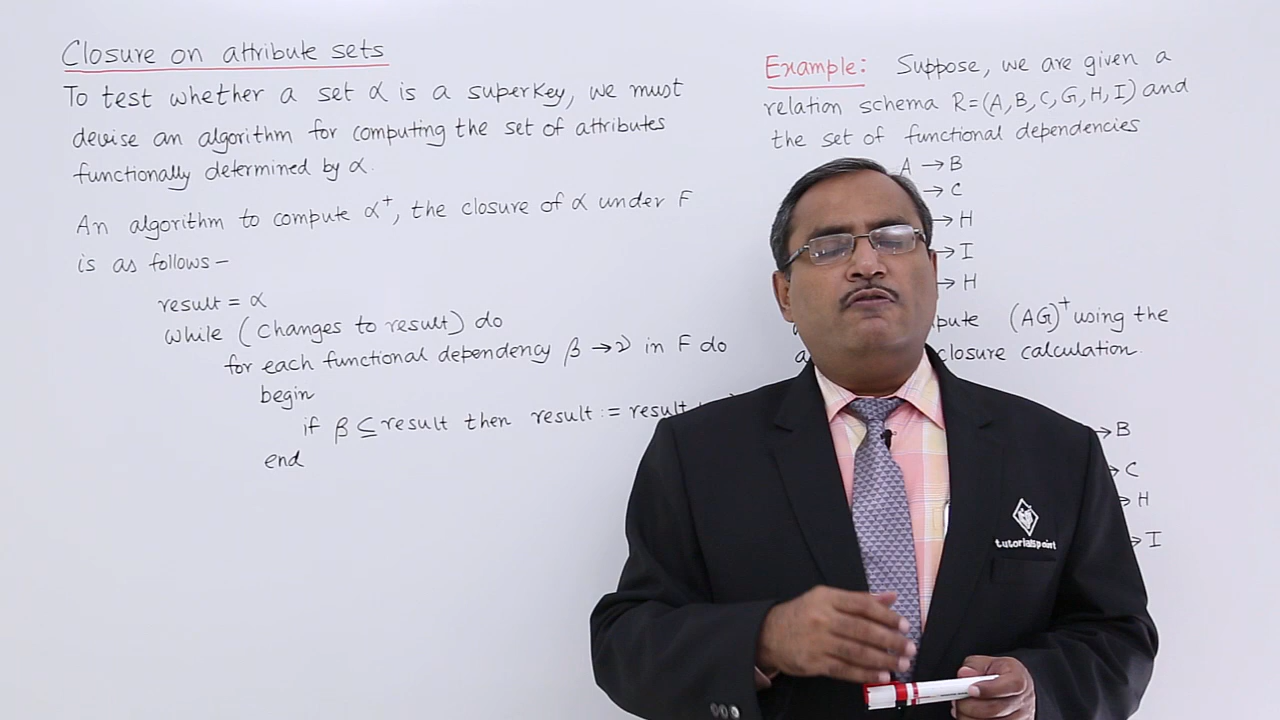 Closure on attribute sets
To test whether a set α is a superkey, we must
devise an algorithm for computing the set of attributes
functionally determined by α.
An algorithm to compute α⁺, the closure of α under F
is as follows –
result = α
while (changes to result) do
for each functional dependency β → ν in F do
begin
if β ⊆ result then result := result
end
Example: Suppose, we are given a
relation schema R=(A,B,C,G,H,I) and
the set of functional dependencies
A → B
→ C
→ H
→ I
→ H
(AG)⁺ using the
closure calculation.
→ B
→ C
→ H
→ I
tutorialspoint